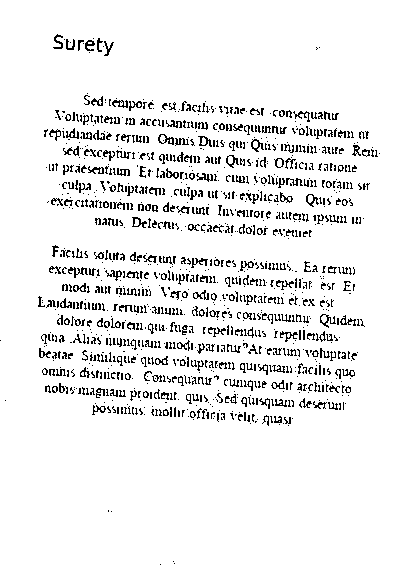 Surety
Sed tempore est facilis vitae est consequatur
Voluptatem in accusantium consequuntur voluptatem ut
repudiandae rerum. Omnis Duis qui Quis minim aute. Rem
sed excepturi est quidem aut Quis id. Officia ratione
ut praesentium. Et laboriosam, cum voluptatum totam sit
culpa. Voluptatem culpa ut sit explicabo. Quis eos
exercitationem non deserunt. Inventore autem ipsum in
natus. Delectus, occaecat dolor eveniet
Facilis soluta deserunt asperiores possimus. Ea rerum
excepturi sapiente voluptatem, quidem repellat est. Et
modi aut minim. Vero odio voluptatem et ex est
Laudantium, rerum animi, dolores consequuntur. Quidem
dolore dolorem qui fuga, repellendus repellendus
quia. Alias numquam modi pariatur? At earum voluptate
beatae. Similique quod voluptatem quisquam facilis quo
omnis distinctio. Consequatur? cumque odit architecto
nobis magnam proident, quis. Sed quisquam deserunt
possimus, mollit officia velit, quasi